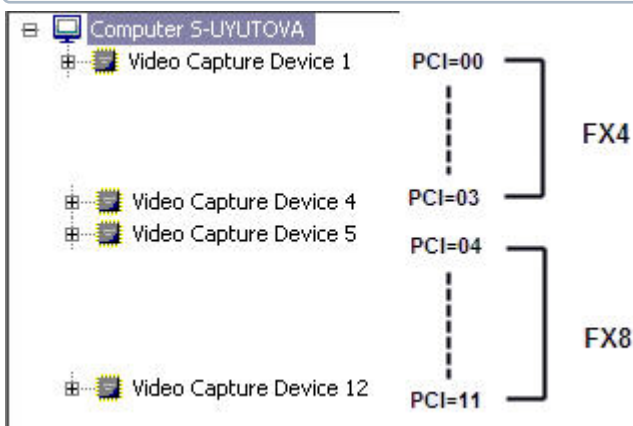 Computer S-UYUTOVA
Video Capture Device 1 PCI=00
FX4
Video Capture Device 4 PCI=03
Video Capture Device 5 PCI=04
FX8
Video Capture Device 12 PCI=11